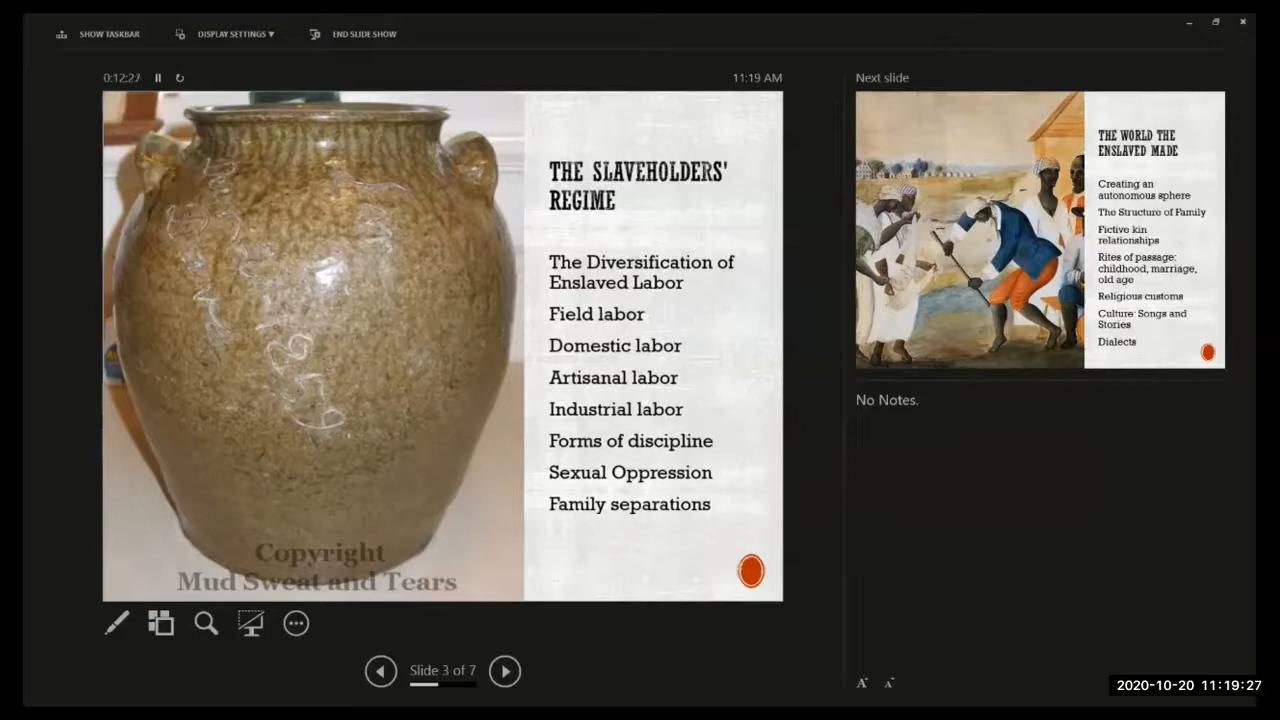 SHOW TASKBAR
DISPLAY SETTINGS ▼
END SLIDE SHOW
0:12:27
11:19 AM
Next slide
THE SLAVEHOLDERS'
REGIME
The Diversification of
Enslaved Labor
Field labor
Domestic labor
Artisanal labor
Industrial labor
Forms of discipline
Sexual Oppression
Family separations
Copyright
Mud Sweat and Tears
THE WORLD THE
ENSLAVED MADE
Creating an
autonomous sphere
The Structure of Family
Fictive kin
relationships
Rites of passage:
childhood, marriage,
old age
Religious customs
Culture: Songs and
Stories
Dialects
No Notes.
Slide 3 of 7
A A
2020-10-20 11:19:27